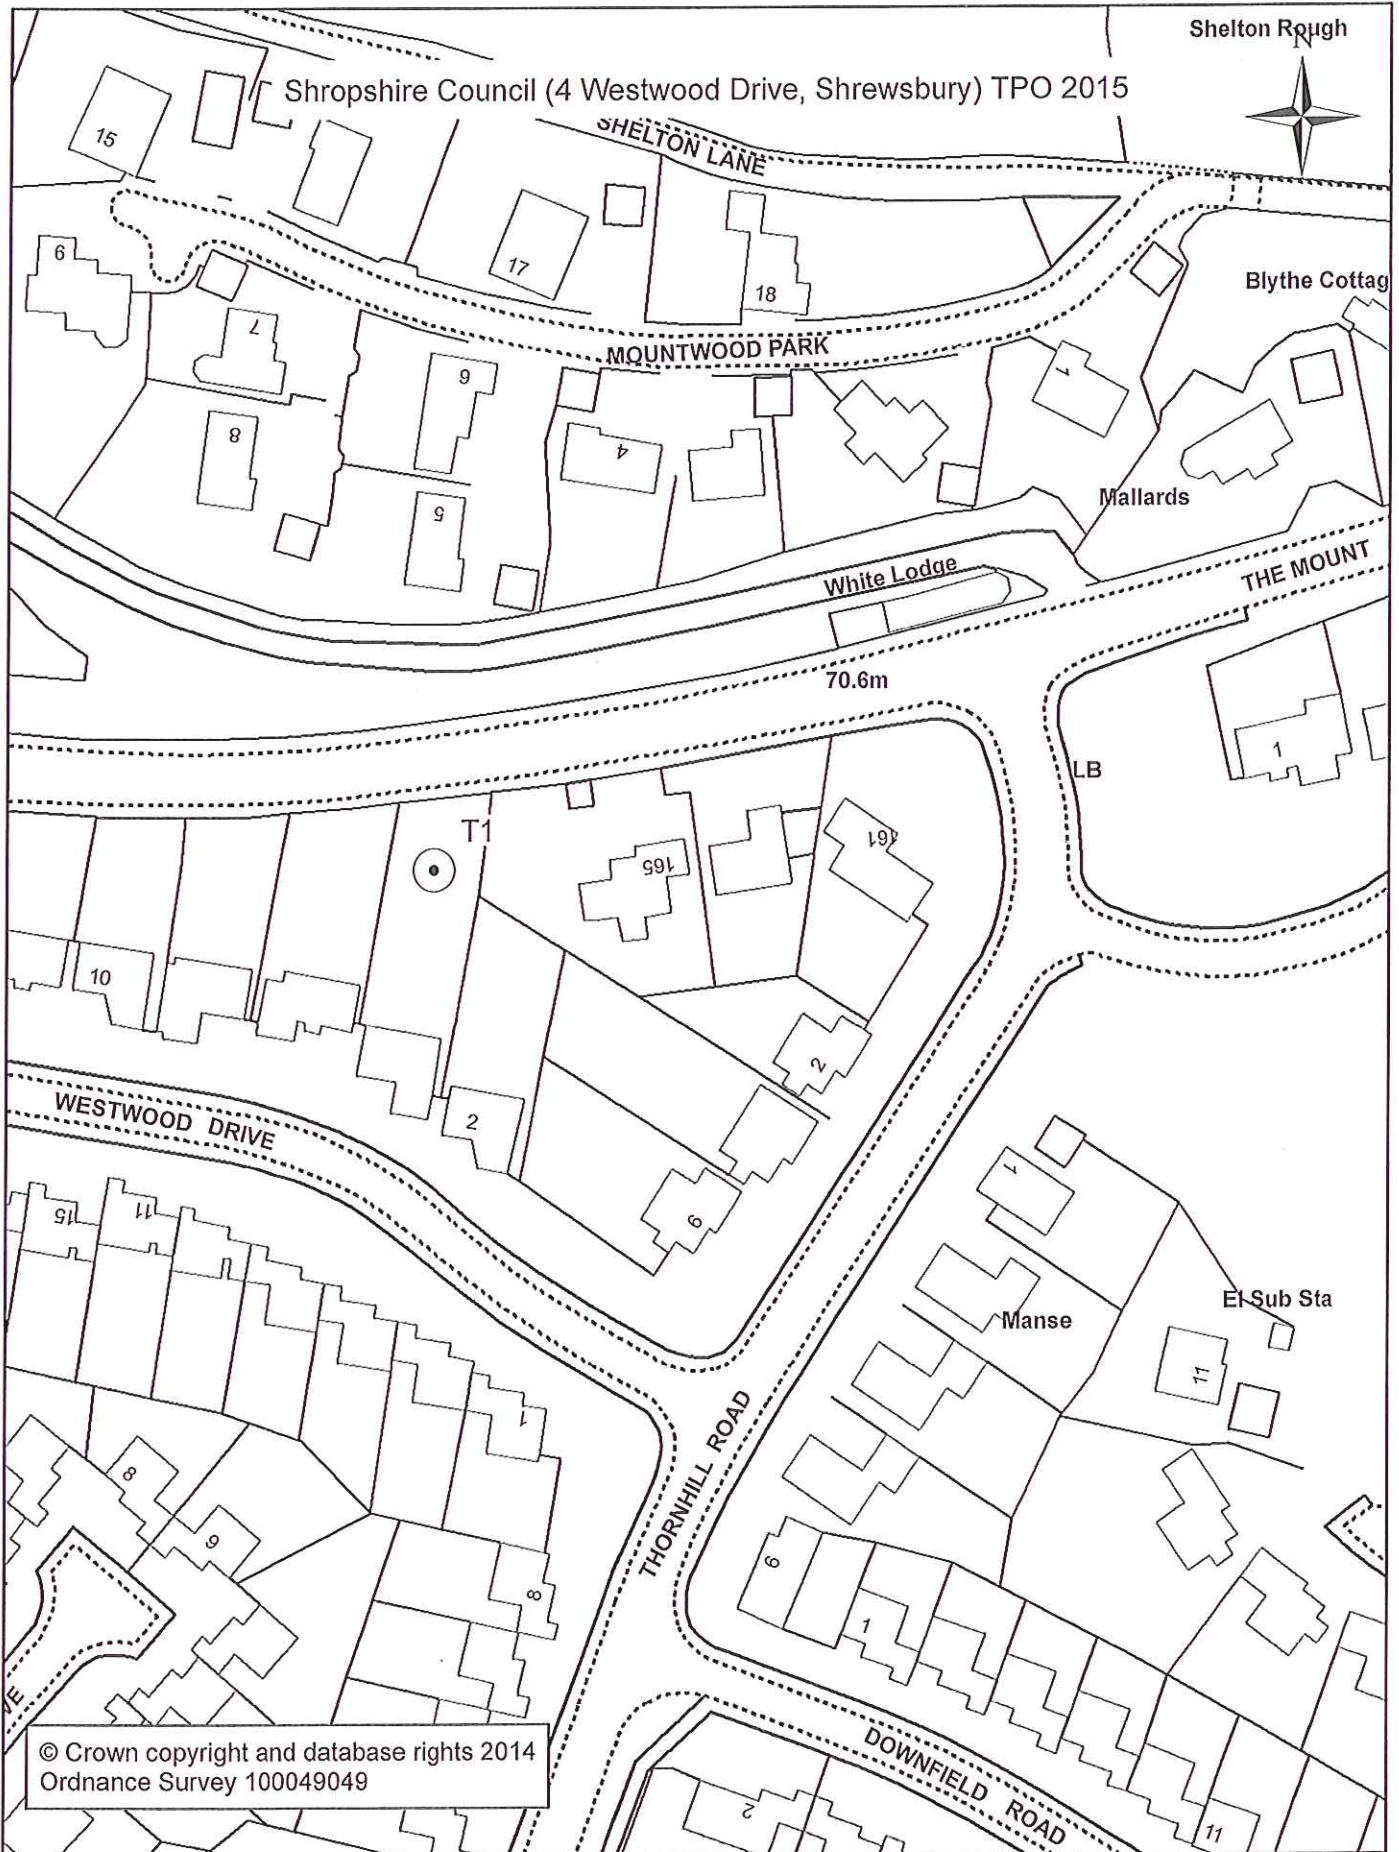 Shelton Rough
N
Shropshire Council (4 Westwood Drive, Shrewsbury) TPO 2015
SHELTON LANE
15
17
18
6
7
Blythe Cottag
MOUNTWOOD PARK
6
1
8
4
5
Mallards
White Lodge
THE MOUNT
70.6m
1
LB
T1
161
165
10
2
WESTWOOD DRIVE
2
6
15
11
1
El Sub Sta
Manse
11
1
THORNHILL ROAD
8
6
8
6
1
VE
© Crown copyright and database rights 2014
Ordnance Survey 100049049
DOWNFIELD ROAD
2
11